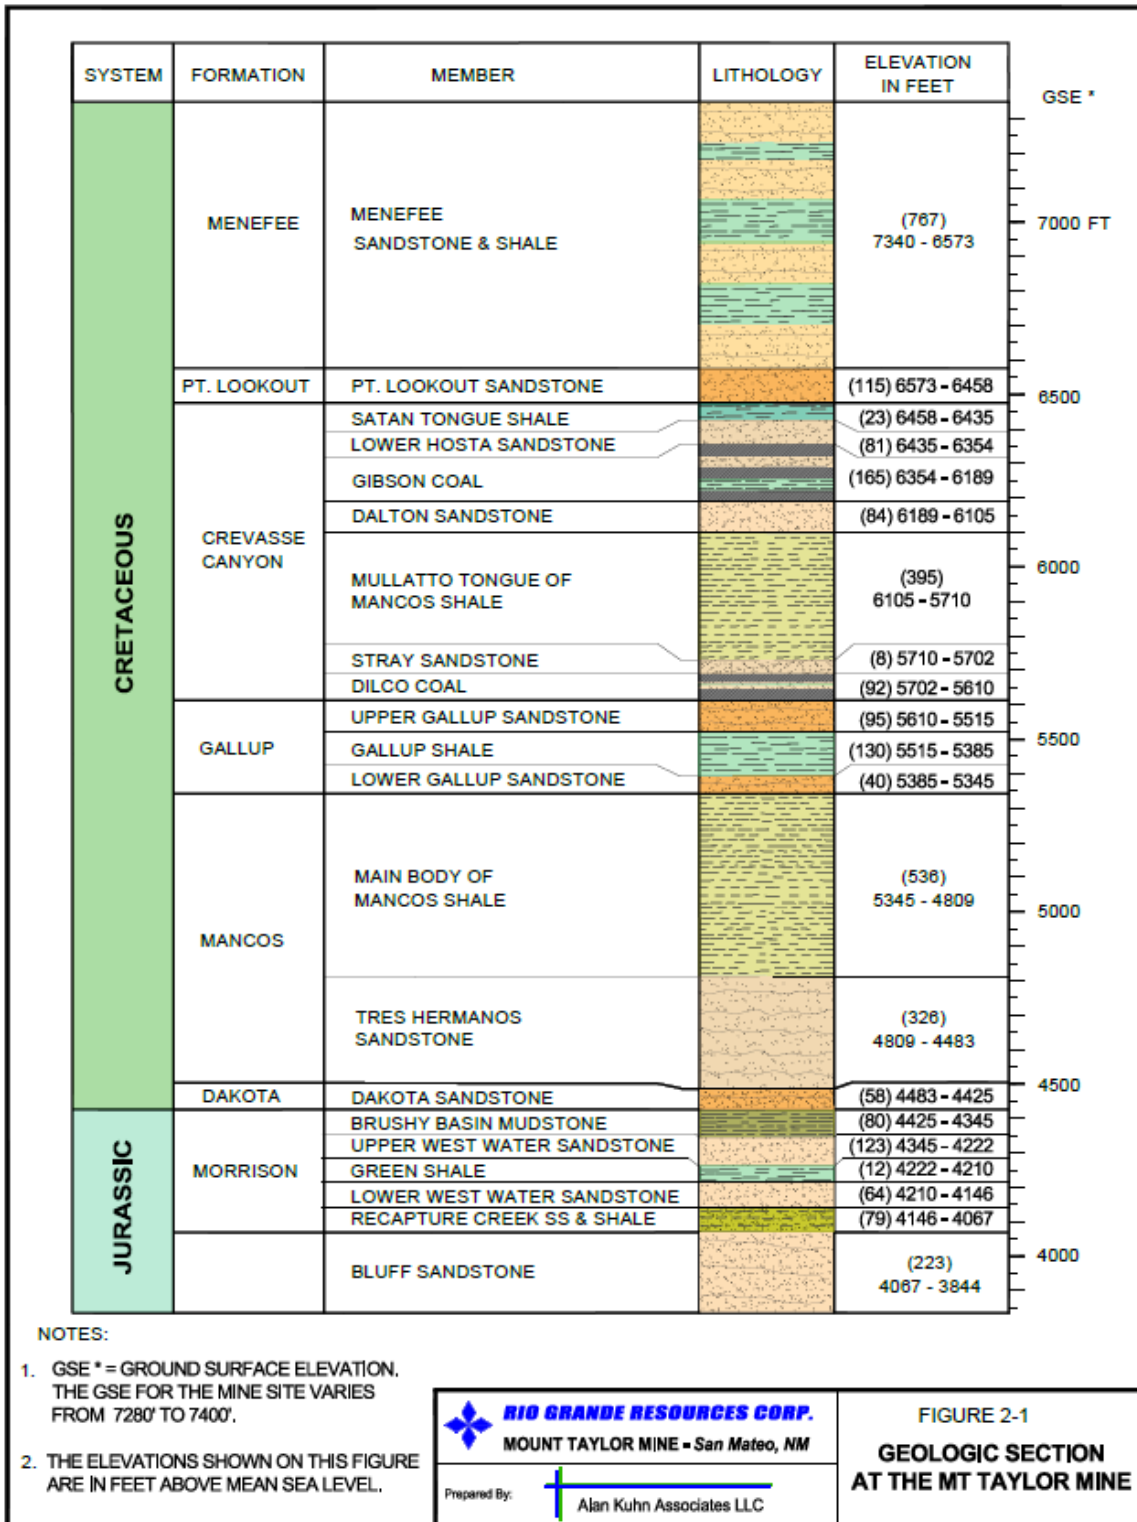 SYSTEM FORMATION MEMBER LITHOLOGY ELEVATION IN FEET
GSE *
CRETACEOUS
MENEFEE
MENEFEE
SANDSTONE & SHALE
(767)
7340 - 6573
7000 FT
PT. LOOKOUT PT. LOOKOUT SANDSTONE (115) 6573 - 6458
6500
CREVASSE
CANYON
SATAN TONGUE SHALE (23) 6458 - 6435
LOWER HOSTA SANDSTONE (81) 6435 - 6354
GIBSON COAL (165) 6354 - 6189
DALTON SANDSTONE (84) 6189 - 6105
MULLATTO TONGUE OF
MANCOS SHALE
(395)
6105 - 5710
6000
STRAY SANDSTONE (8) 5710 - 5702
DILCO COAL (92) 5702 - 5610
GALLUP
UPPER GALLUP SANDSTONE (95) 5610 - 5515
GALLUP SHALE (130) 5515 - 5385
5500
LOWER GALLUP SANDSTONE (40) 5385 - 5345
MANCOS
MAIN BODY OF
MANCOS SHALE
(536)
5345 - 4809
5000
TRES HERMANOS
SANDSTONE
(326)
4809 - 4483
4500
DAKOTA DAKOTA SANDSTONE (58) 4483 - 4425
JURASSIC
MORRISON
BRUSHY BASIN MUDSTONE (80) 4425 - 4345
UPPER WEST WATER SANDSTONE (123) 4345 - 4222
GREEN SHALE (12) 4222 - 4210
LOWER WEST WATER SANDSTONE (64) 4210 - 4146
RECAPTURE CREEK SS & SHALE (79) 4146 - 4067
BLUFF SANDSTONE
(223)
4067 - 3844
4000
NOTES:
1. GSE * = GROUND SURFACE ELEVATION.
THE GSE FOR THE MINE SITE VARIES
FROM 7280' TO 7400'.
2. THE ELEVATIONS SHOWN ON THIS FIGURE
ARE IN FEET ABOVE MEAN SEA LEVEL.
RIO GRANDE RESOURCES CORP.
MOUNT TAYLOR MINE - San Mateo, NM
Prepared By:
Alan Kuhn Associates LLC
FIGURE 2-1
GEOLOGIC SECTION
AT THE MT TAYLOR MINE